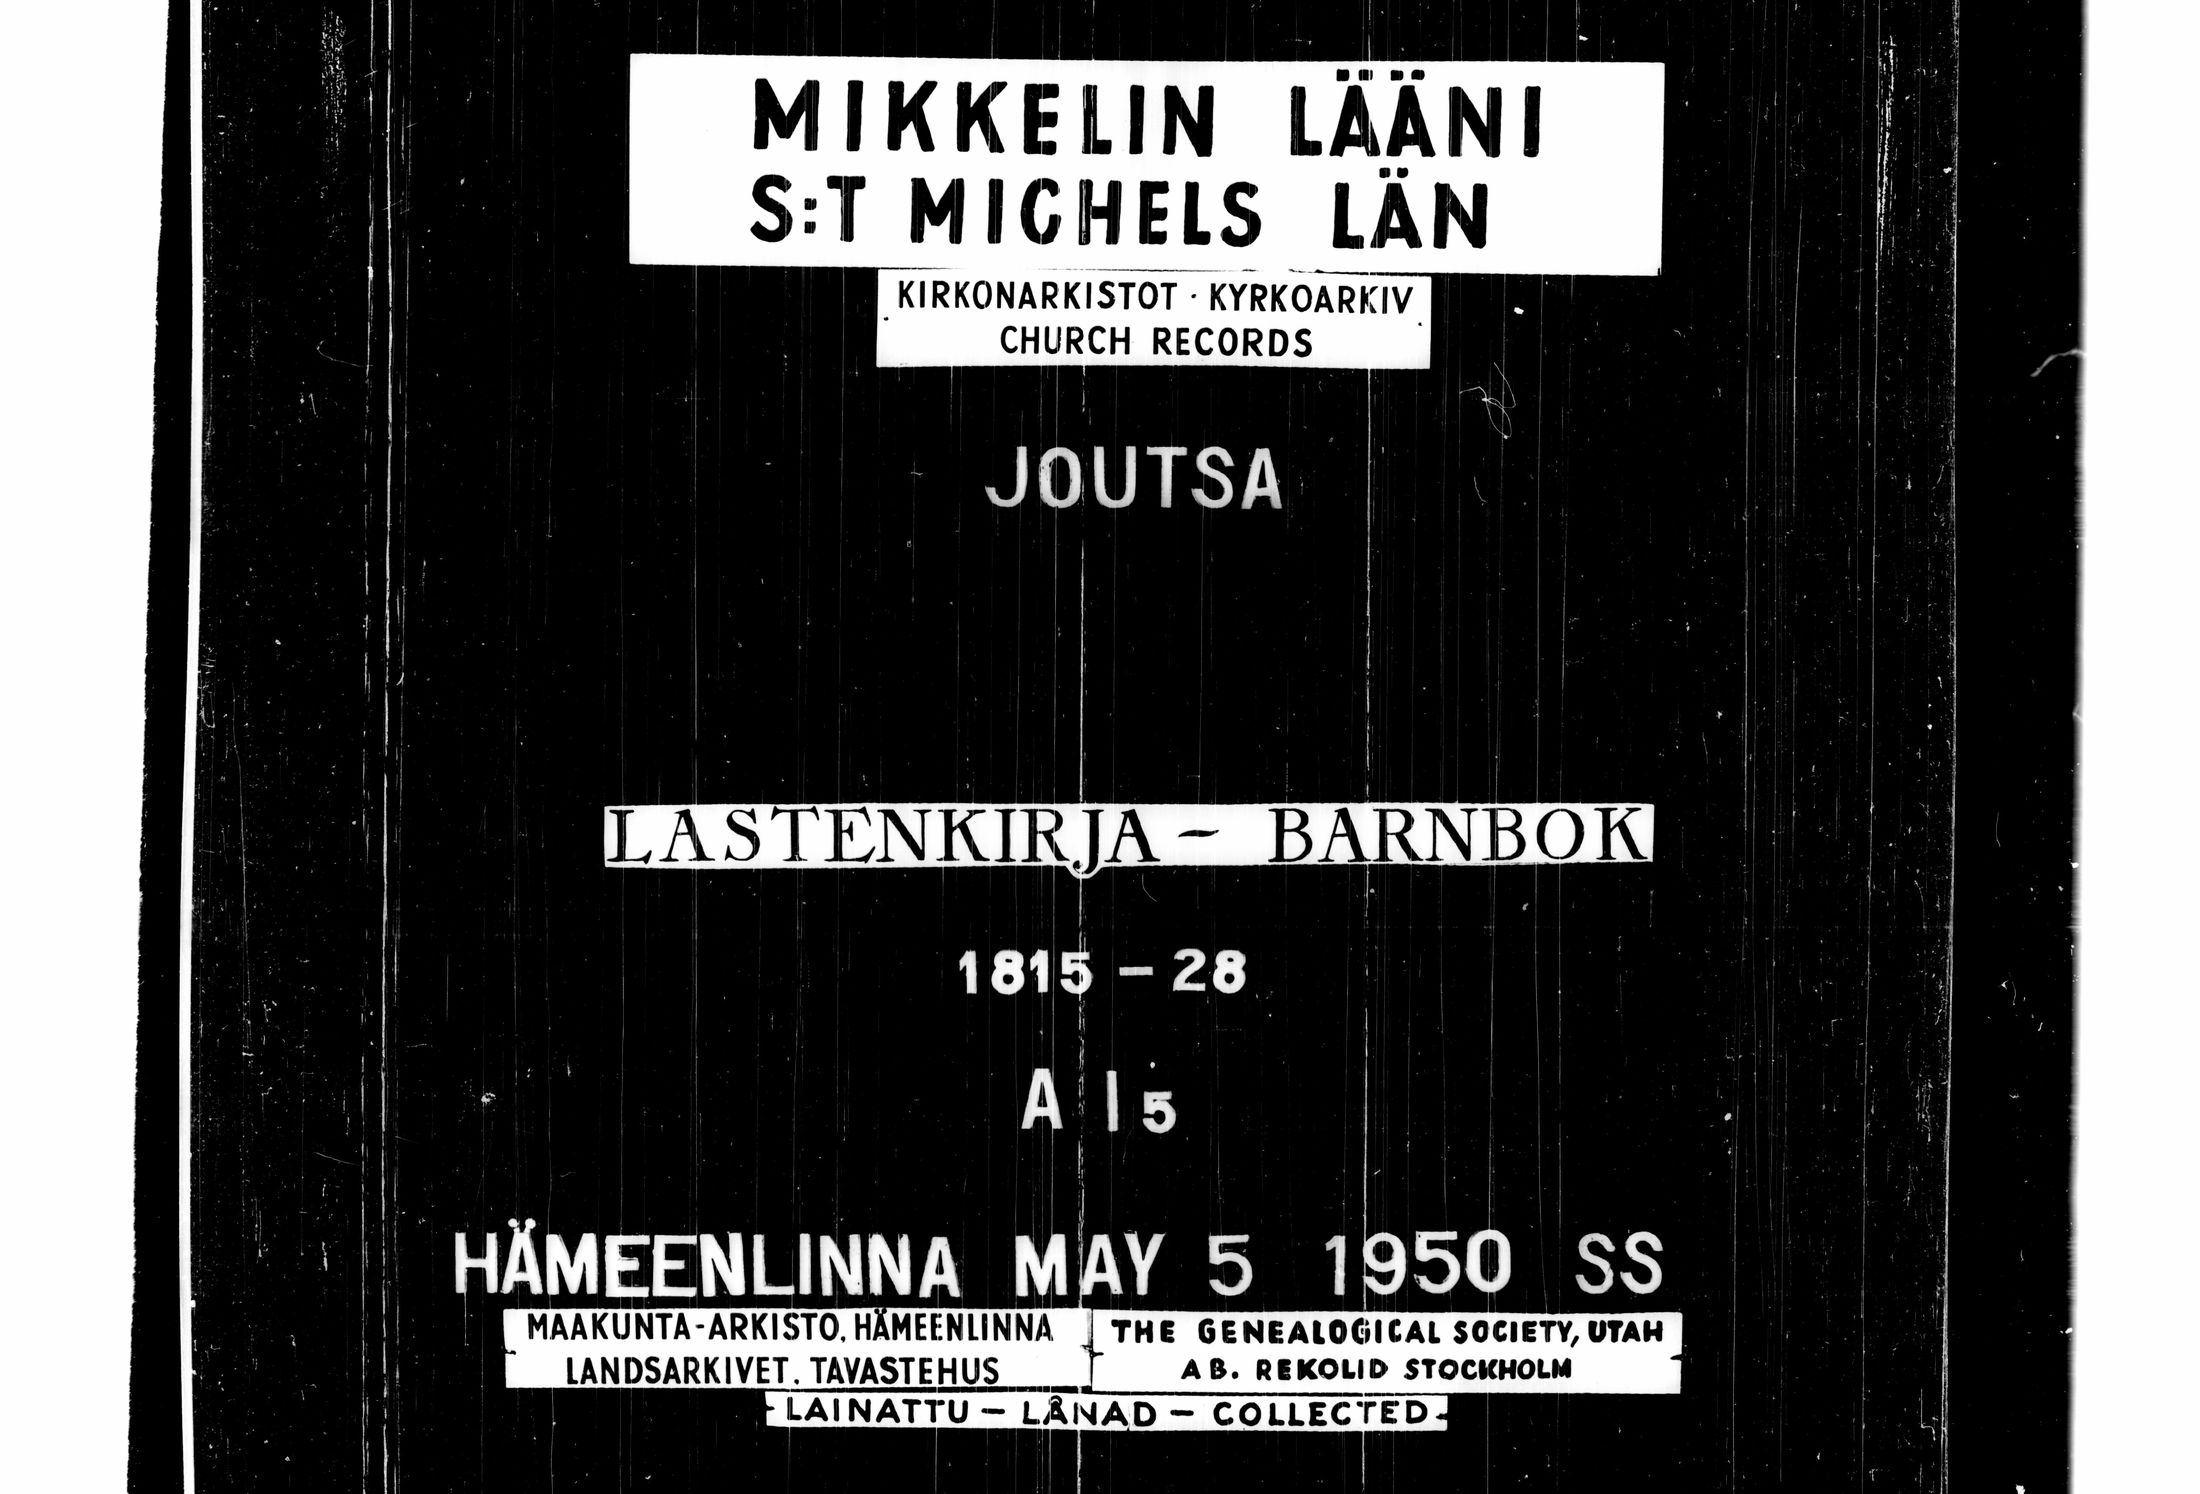 MIKKELIN LÄÄNI
S:T MICHELS LÄN
KIRKONARKISTOT · KYRKOARKIV
CHURCH RECORDS
JOUTSA
LASTENKIRJA – BARNBOK
1815 – 28
A I 5
HÄMEENLINNA MAY 5 1950 SS
MAAKUNTA-ARKISTO, HÄMEENLINNA
LANDSARKIVET, TAVASTEHUS
THE GENEALOGICAL SOCIETY, UTAH
AB. REKOLID STOCKHOLM
LAINATTU – LÅNAD – COLLECTED